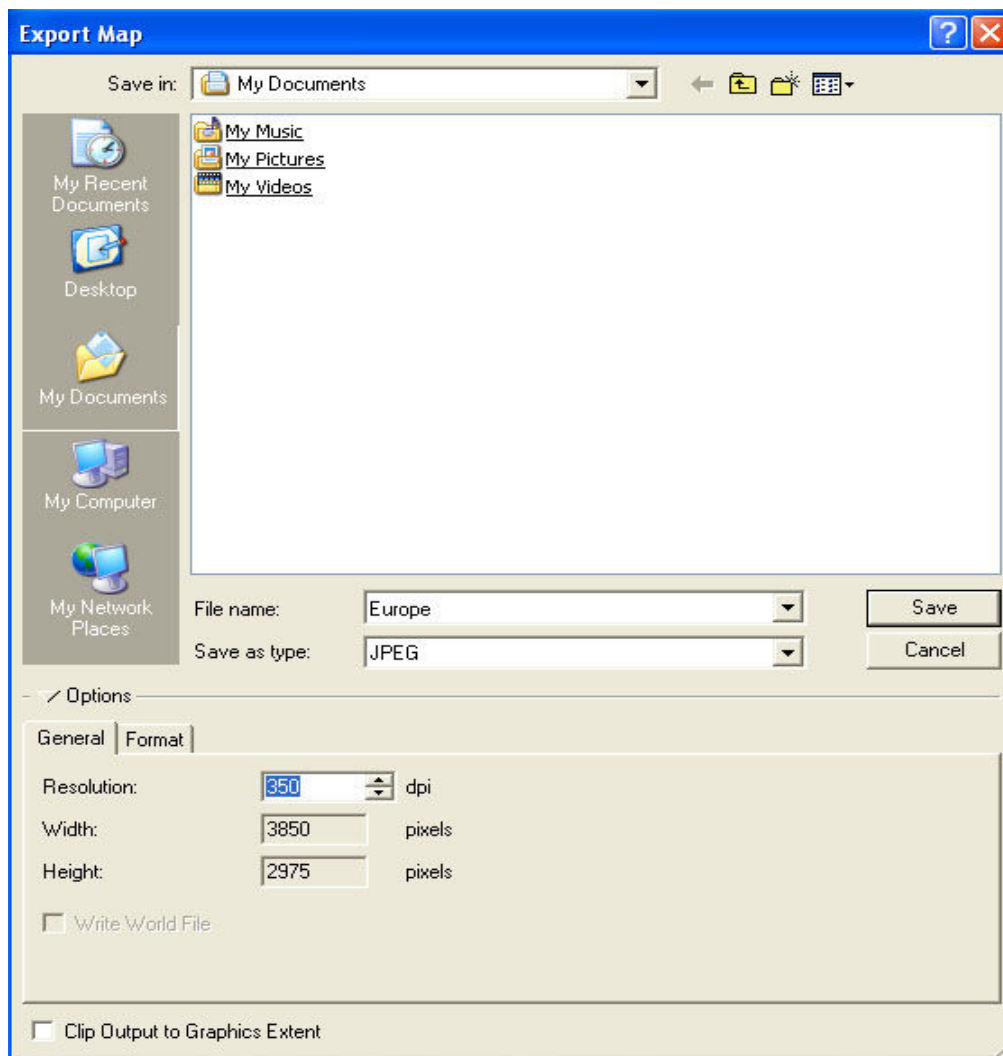 Export Map
Save in: My Documents
My Recent
Documents
Desktop
My Documents
My Computer
My Network
Places
My Music
My Pictures
My Videos
File name: Europe Save
Save as type: JPEG Cancel
Options
General Format
Resolution: 350 dpi
Width: 3850 pixels
Height: 2975 pixels
Write World File
Clip Output to Graphics Extent